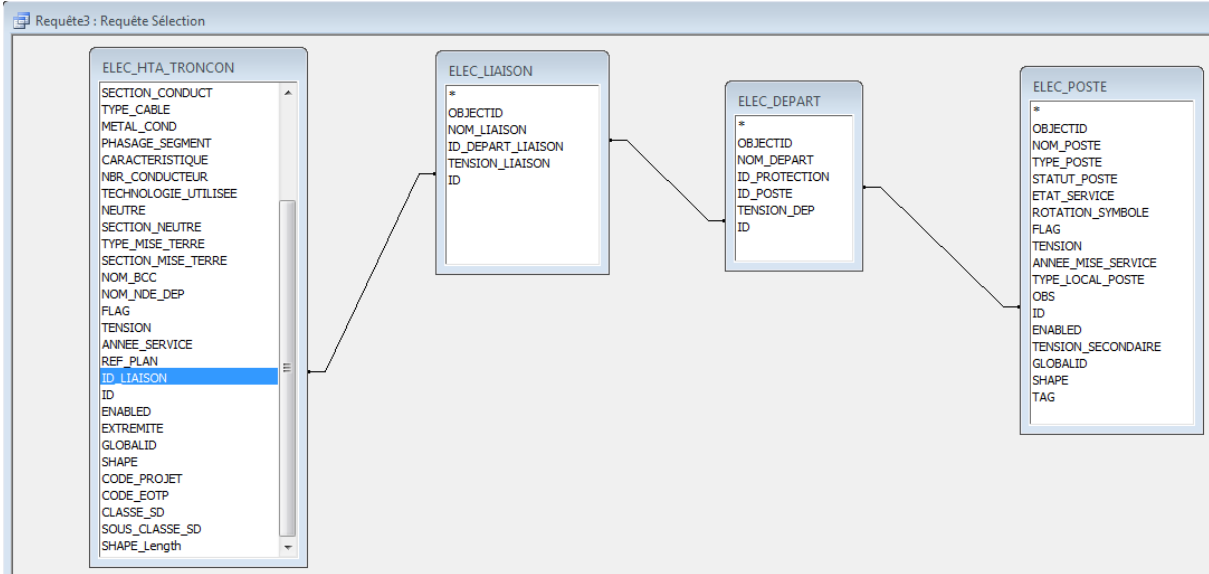 Requête3 : Requête Sélection
ELEC_HTA_TRONCON
SECTION_CONDUCT
TYPE_CABLE
METAL_COND
PHASAGE_SEGMENT
CARACTERISTIQUE
NBR_CONDUCTEUR
TECHNOLOGIE_UTILISEE
NEUTRE
SECTION_NEUTRE
TYPE_MISE_TERRE
SECTION_MISE_TERRE
NOM_BCC
NOM_NDE_DEP
FLAG
TENSION
ANNEE_SERVICE
REF_PLAN
ID_LIAISON
ID
ENABLED
EXTREMITE
GLOBALID
SHAPE
CODE_PROJET
CODE_EOTP
CLASSE_SD
SOUS_CLASSE_SD
SHAPE_Length
ELEC_LIAISON
*
OBJECTID
NOM_LIAISON
ID_DEPART_LIAISON
TENSION_LIAISON
ID
ELEC_DEPART
*
OBJECTID
NOM_DEPART
ID_PROTECTION
ID_POSTE
TENSION_DEP
ID
ELEC_POSTE
*
OBJECTID
NOM_POSTE
TYPE_POSTE
STATUT_POSTE
ETAT_SERVICE
ROTATION_SYMBOLE
FLAG
TENSION
ANNEE_MISE_SERVICE
TYPE_LOCAL_POSTE
OBS
ID
ENABLED
TENSION_SECONDAIRE
GLOBALID
SHAPE
TAG